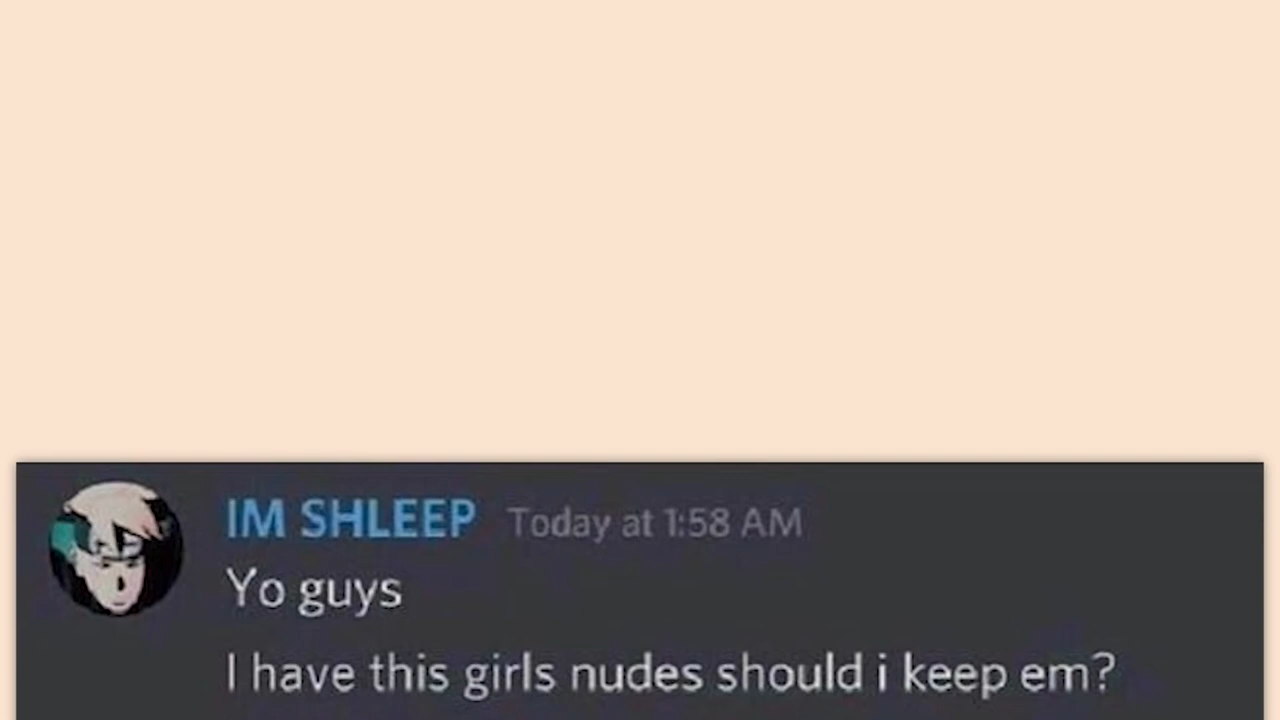 IM SHLEEP Today at 1:58 AM
Yo guys
I have this girls nudes should i keep em?